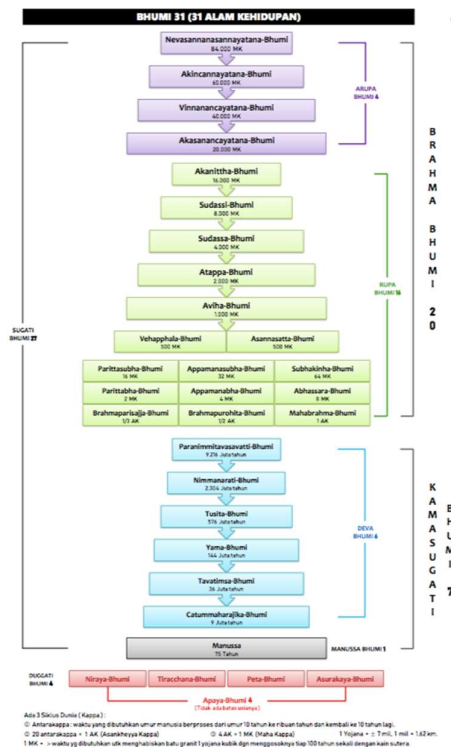 BHUMI 31 (31 ALAM KEHIDUPAN)
Nevasannanasannayatana-Bhumi
84.000 MK
Akincannayatana-Bhumi
60.000 MK
Vinnanancayatana-Bhumi
40.000 MK
Akasanancayatana-Bhumi
20.000 MK
ARUPA
BHUMI 4
Akanittha-Bhumi
16.000 MK
Sudassi-Bhumi
8.000 MK
Sudassa-Bhumi
4.000 MK
Atappa-Bhumi
2.000 MK
Aviha-Bhumi
1.000 MK
Vehapphala-Bhumi
500 MK
Asannasatta-Bhumi
500 MK
Parittasubha-Bhumi
16 MK
Appamanasubha-Bhumi
32 MK
Subhakinha-Bhumi
64 MK
Parittabha-Bhumi
2 MK
Appamanabha-Bhumi
4 MK
Abhassara-Bhumi
8 MK
Brahmaparisajja-Bhumi
1/3 AK
Brahmapurohita-Bhumi
1/2 AK
Mahabrahma-Bhumi
1 AK
RUPA
BHUMI 16
BRAHMA BHUMI 20
SUGATI
BHUMI 27
Paranimmitavasavatti-Bhumi
9.216 Juta tahun
Nimmanarati-Bhumi
2.304 Juta tahun
Tusita-Bhumi
576 Juta tahun
Yama-Bhumi
144 Juta tahun
Tavatimsa-Bhumi
36 Juta tahun
Catummaharajika-Bhumi
9 Juta tahun
DEVA
BHUMI 6
Manussa
75 Tahun
MANUSSA BHUMI 1
KAMASUGATI
BHUMI 7
DUGGATI
BHUMI 4
Niraya-Bhumi
Tiracchana-Bhumi
Peta-Bhumi
Asurakaya-Bhumi
Apaya-Bhumi 4
(Tidak ada batas usianya)
Ada 3 Siklus Dunia ( Kappa ) :
① Antarakappa : waktu yang dibutuhkan umur manusia berproses dari umur 10 tahun ke ribuan tahun dan kembali ke 10 tahun lagi.
② 20 antarakappa = 1 AK (Asankheyya Kappa)
③ 4 AK = 1 MK (Maha Kappa)
1 Yojana = ± 7 mil, 1 mil = 1.62 km.
1 MK = > waktu yg dibutuhkan utk menghabiskan batu granit 1 yojana kubik dgn menggosoknya tiap 100 tahun sekali dengan kain sutera